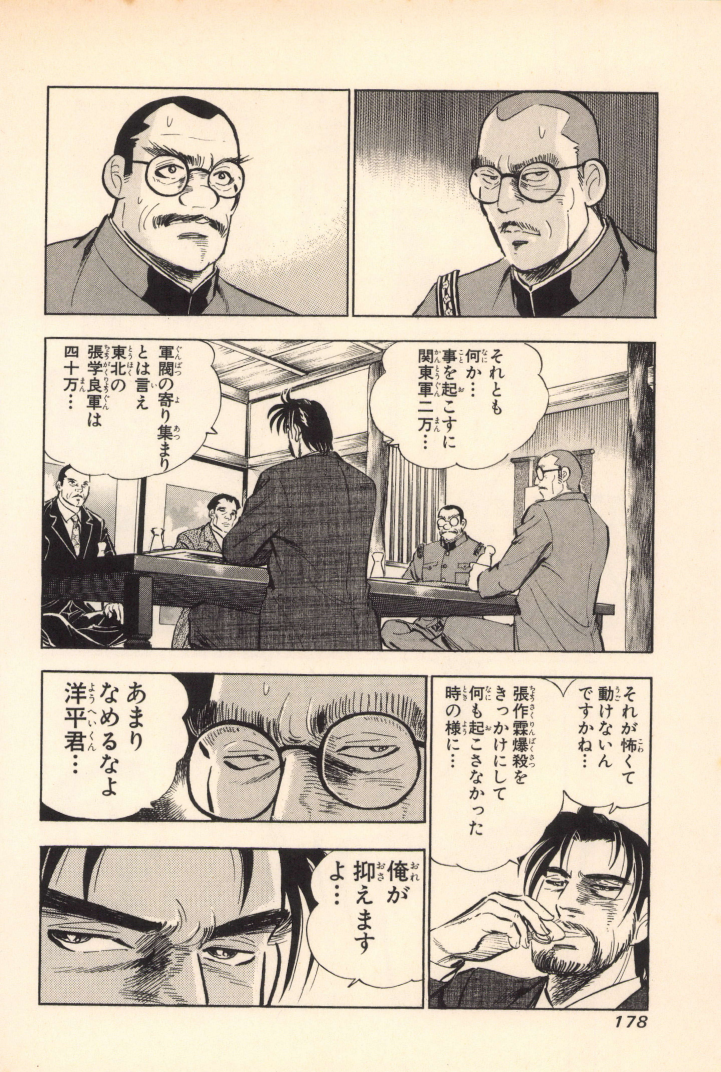 それとも
何か…
事を起こすに
関東軍二万…
軍閥の寄り集まり
とは言え
東北の
張学良軍は
四十万…
それが怖くて
動けないん
ですかね…
張作霖爆殺を
きっかけにして
何も起こさなかった
時の様に…
あまり
なめるなよ
洋平君…
俺が
抑えます
よ…
178